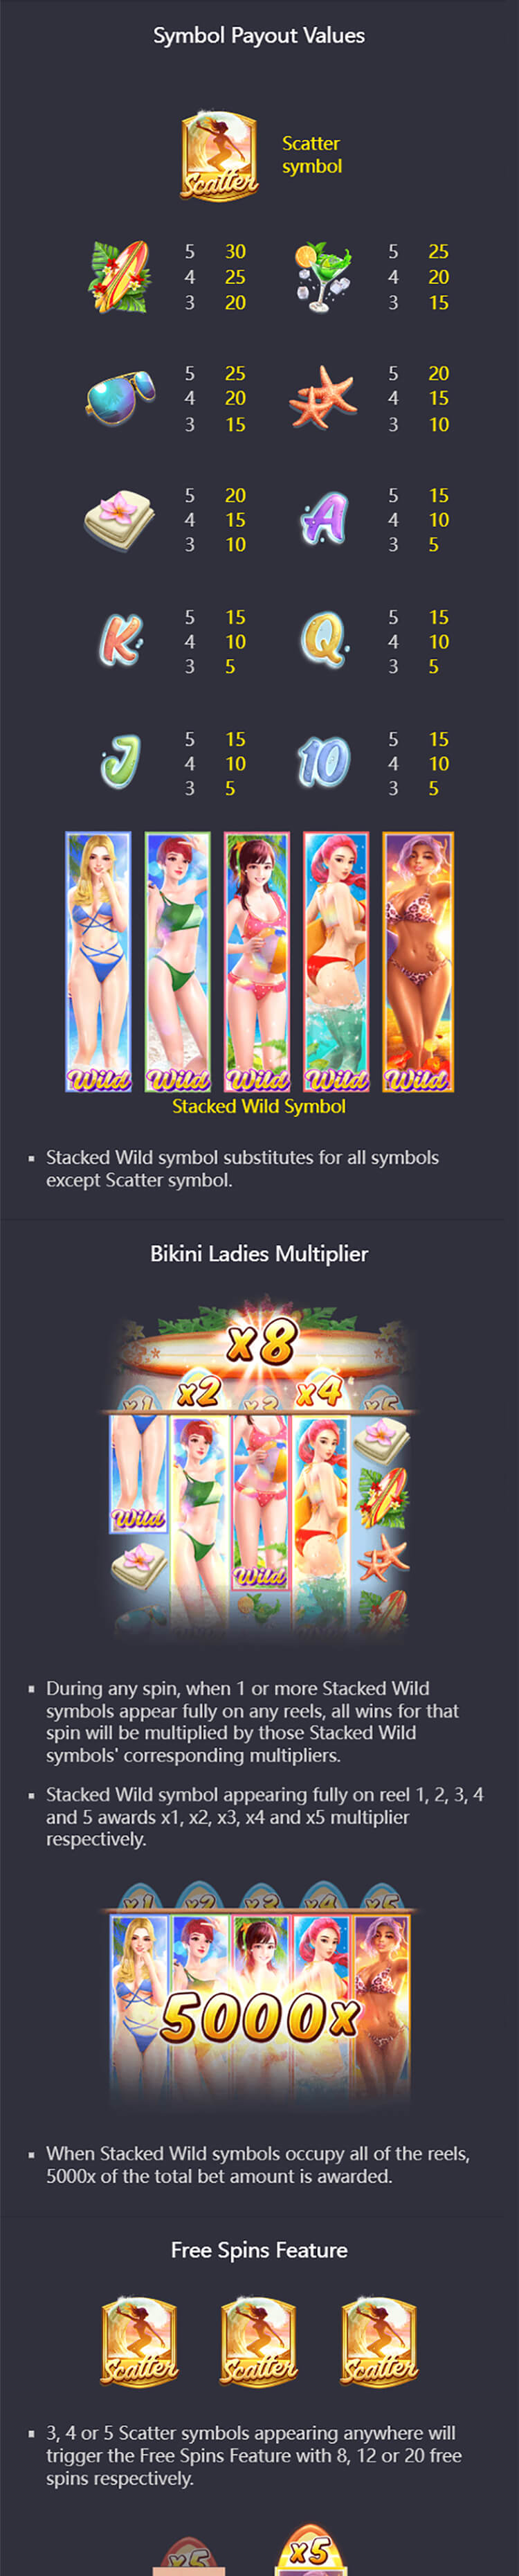 Symbol Payout Values
Scatter
Scatter
symbol
5 30
4 25
3 20
5 25
4 20
3 15
5 25
4 20
3 15
5 20
4 15
3 10
5 20
4 15
3 10
A
5 15
4 10
3 5
K
5 15
4 10
3 5
Q
5 15
4 10
3 5
J
5 15
4 10
3 5
10
5 15
4 10
3 5
Wild Wild Wild Wild Wild
Stacked Wild Symbol
▪ Stacked Wild symbol substitutes for all symbols
except Scatter symbol.
Bikini Ladies Multiplier
x8
x1 x2 x3 x4 x5
Wild
Wild
▪ During any spin, when 1 or more Stacked Wild
symbols appear fully on any reels, all wins for that
spin will be multiplied by those Stacked Wild
symbols' corresponding multipliers.
▪ Stacked Wild symbol appearing fully on reel 1, 2, 3, 4
and 5 awards x1, x2, x3, x4 and x5 multiplier
respectively.
x1 x2 x3 x4 x5
5000x
▪ When Stacked Wild symbols occupy all of the reels,
5000x of the total bet amount is awarded.
Free Spins Feature
Scatter Scatter Scatter
▪ 3, 4 or 5 Scatter symbols appearing anywhere will
trigger the Free Spins Feature with 8, 12 or 20 free
spins respectively.
x5 x5